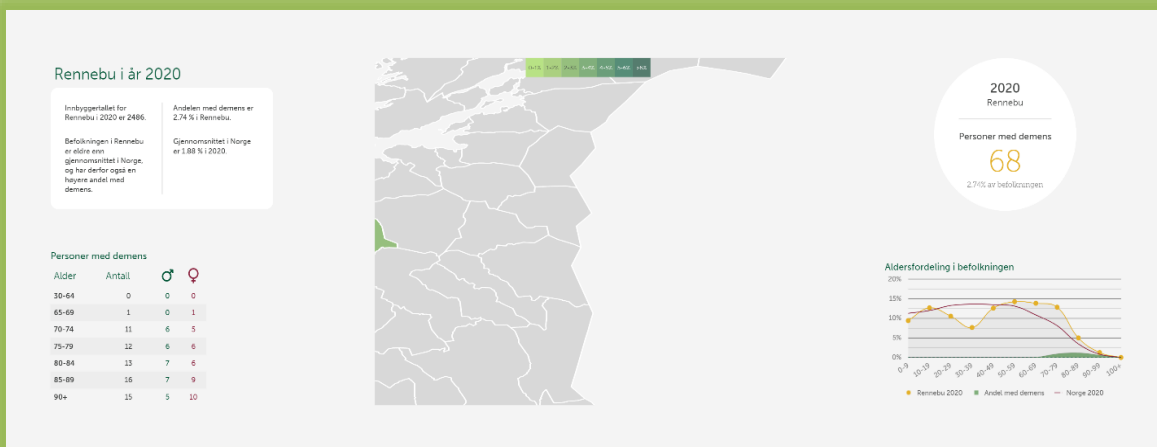 Rennebu i år 2020
Innbyggertallet for
Rennebu i 2020 er 2486.
Befolkningen i Rennebu
er eldre enn
gjennomsnittet i Norge,
og har derfor også en
høyere andel med
demens.
Andelen med demens er
2.74 % i Rennebu.
Gjennomsnittet i Norge
er 1.88 % i 2020.
2020
Rennebu
Personer med demens
68
2.74% av befolkningen
Personer med demens
Alder Antall ♂ ♀
30-64 0 0 0
65-69 1 0 1
70-74 11 6 5
75-79 12 6 6
80-84 13 7 6
85-89 16 7 9
90+ 15 5 10
Aldersfordeling i befolkningen
20%
15%
10%
5%
0%
0-9 10-19 20-29 30-39 40-49 50-59 60-69 70-79 80-89 90-99 100+
Rennebu 2020 Andel med demens Norge 2020